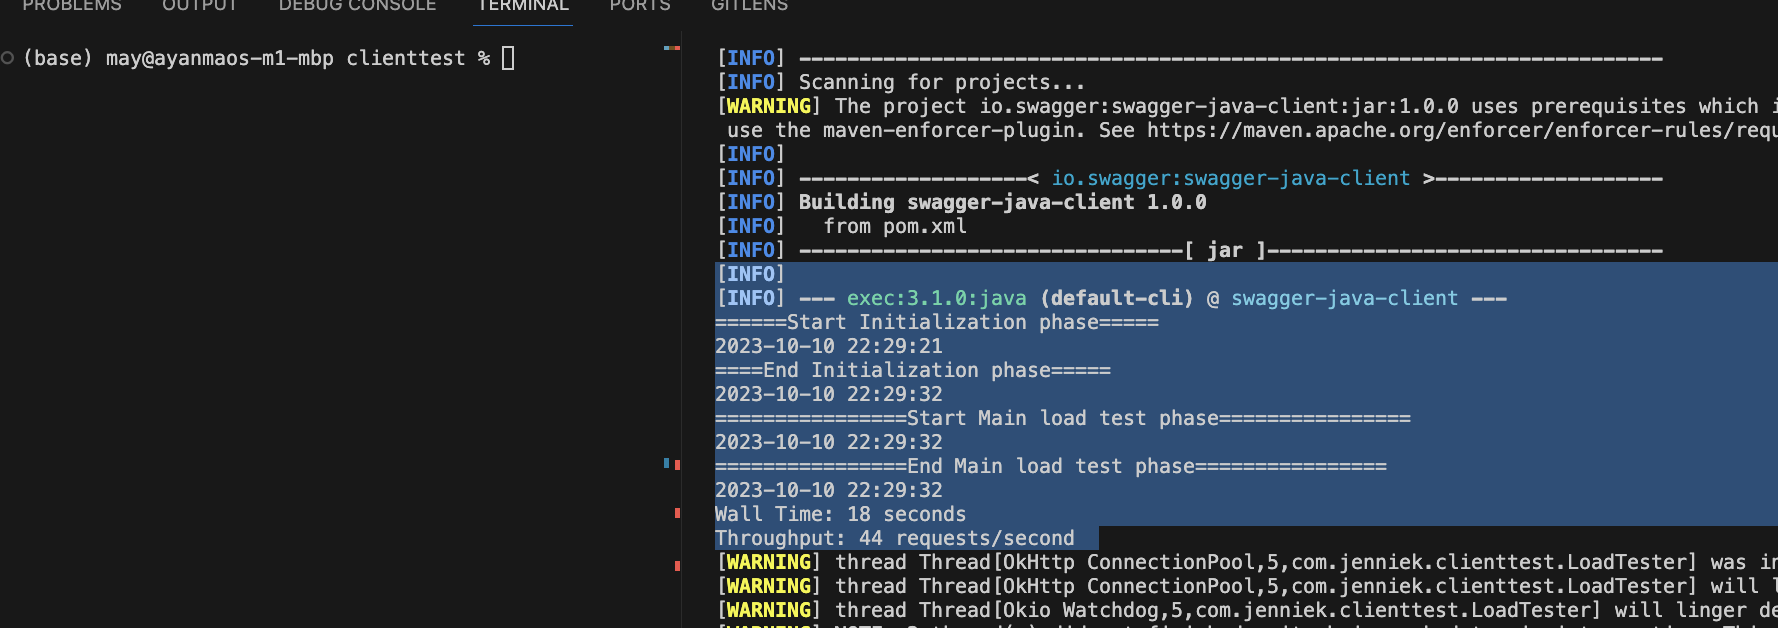 PROBLEMS OUTPUT DEBUG CONSOLE TERMINAL PORTS GITLENS
(base) may@ayanmaos-m1-mbp clienttest %
[INFO] ------------------------------------------------------------------------
[INFO] Scanning for projects...
[WARNING] The project io.swagger:swagger-java-client:jar:1.0.0 uses prerequisites which
use the maven-enforcer-plugin. See https://maven.apache.org/enforcer/enforcer-rules/requ
[INFO]
[INFO] -------------------< io.swagger:swagger-java-client >-------------------
[INFO] Building swagger-java-client 1.0.0
[INFO]   from pom.xml
[INFO] --------------------------------[ jar ]---------------------------------
[INFO]
[INFO] --- exec:3.1.0:java (default-cli) @ swagger-java-client ---
======Start Initialization phase=====
2023-10-10 22:29:21
====End Initialization phase=====
2023-10-10 22:29:32
================Start Main load test phase================
2023-10-10 22:29:32
================End Main load test phase================
2023-10-10 22:29:32
Wall Time: 18 seconds
Throughput: 44 requests/second
[WARNING] thread Thread[OkHttp ConnectionPool,5,com.jenniek.clienttest.LoadTester] was
[WARNING] thread Thread[OkHttp ConnectionPool,5,com.jenniek.clienttest.LoadTester] will
[WARNING] thread Thread[Okio Watchdog,5,com.jenniek.clienttest.LoadTester] will linger de